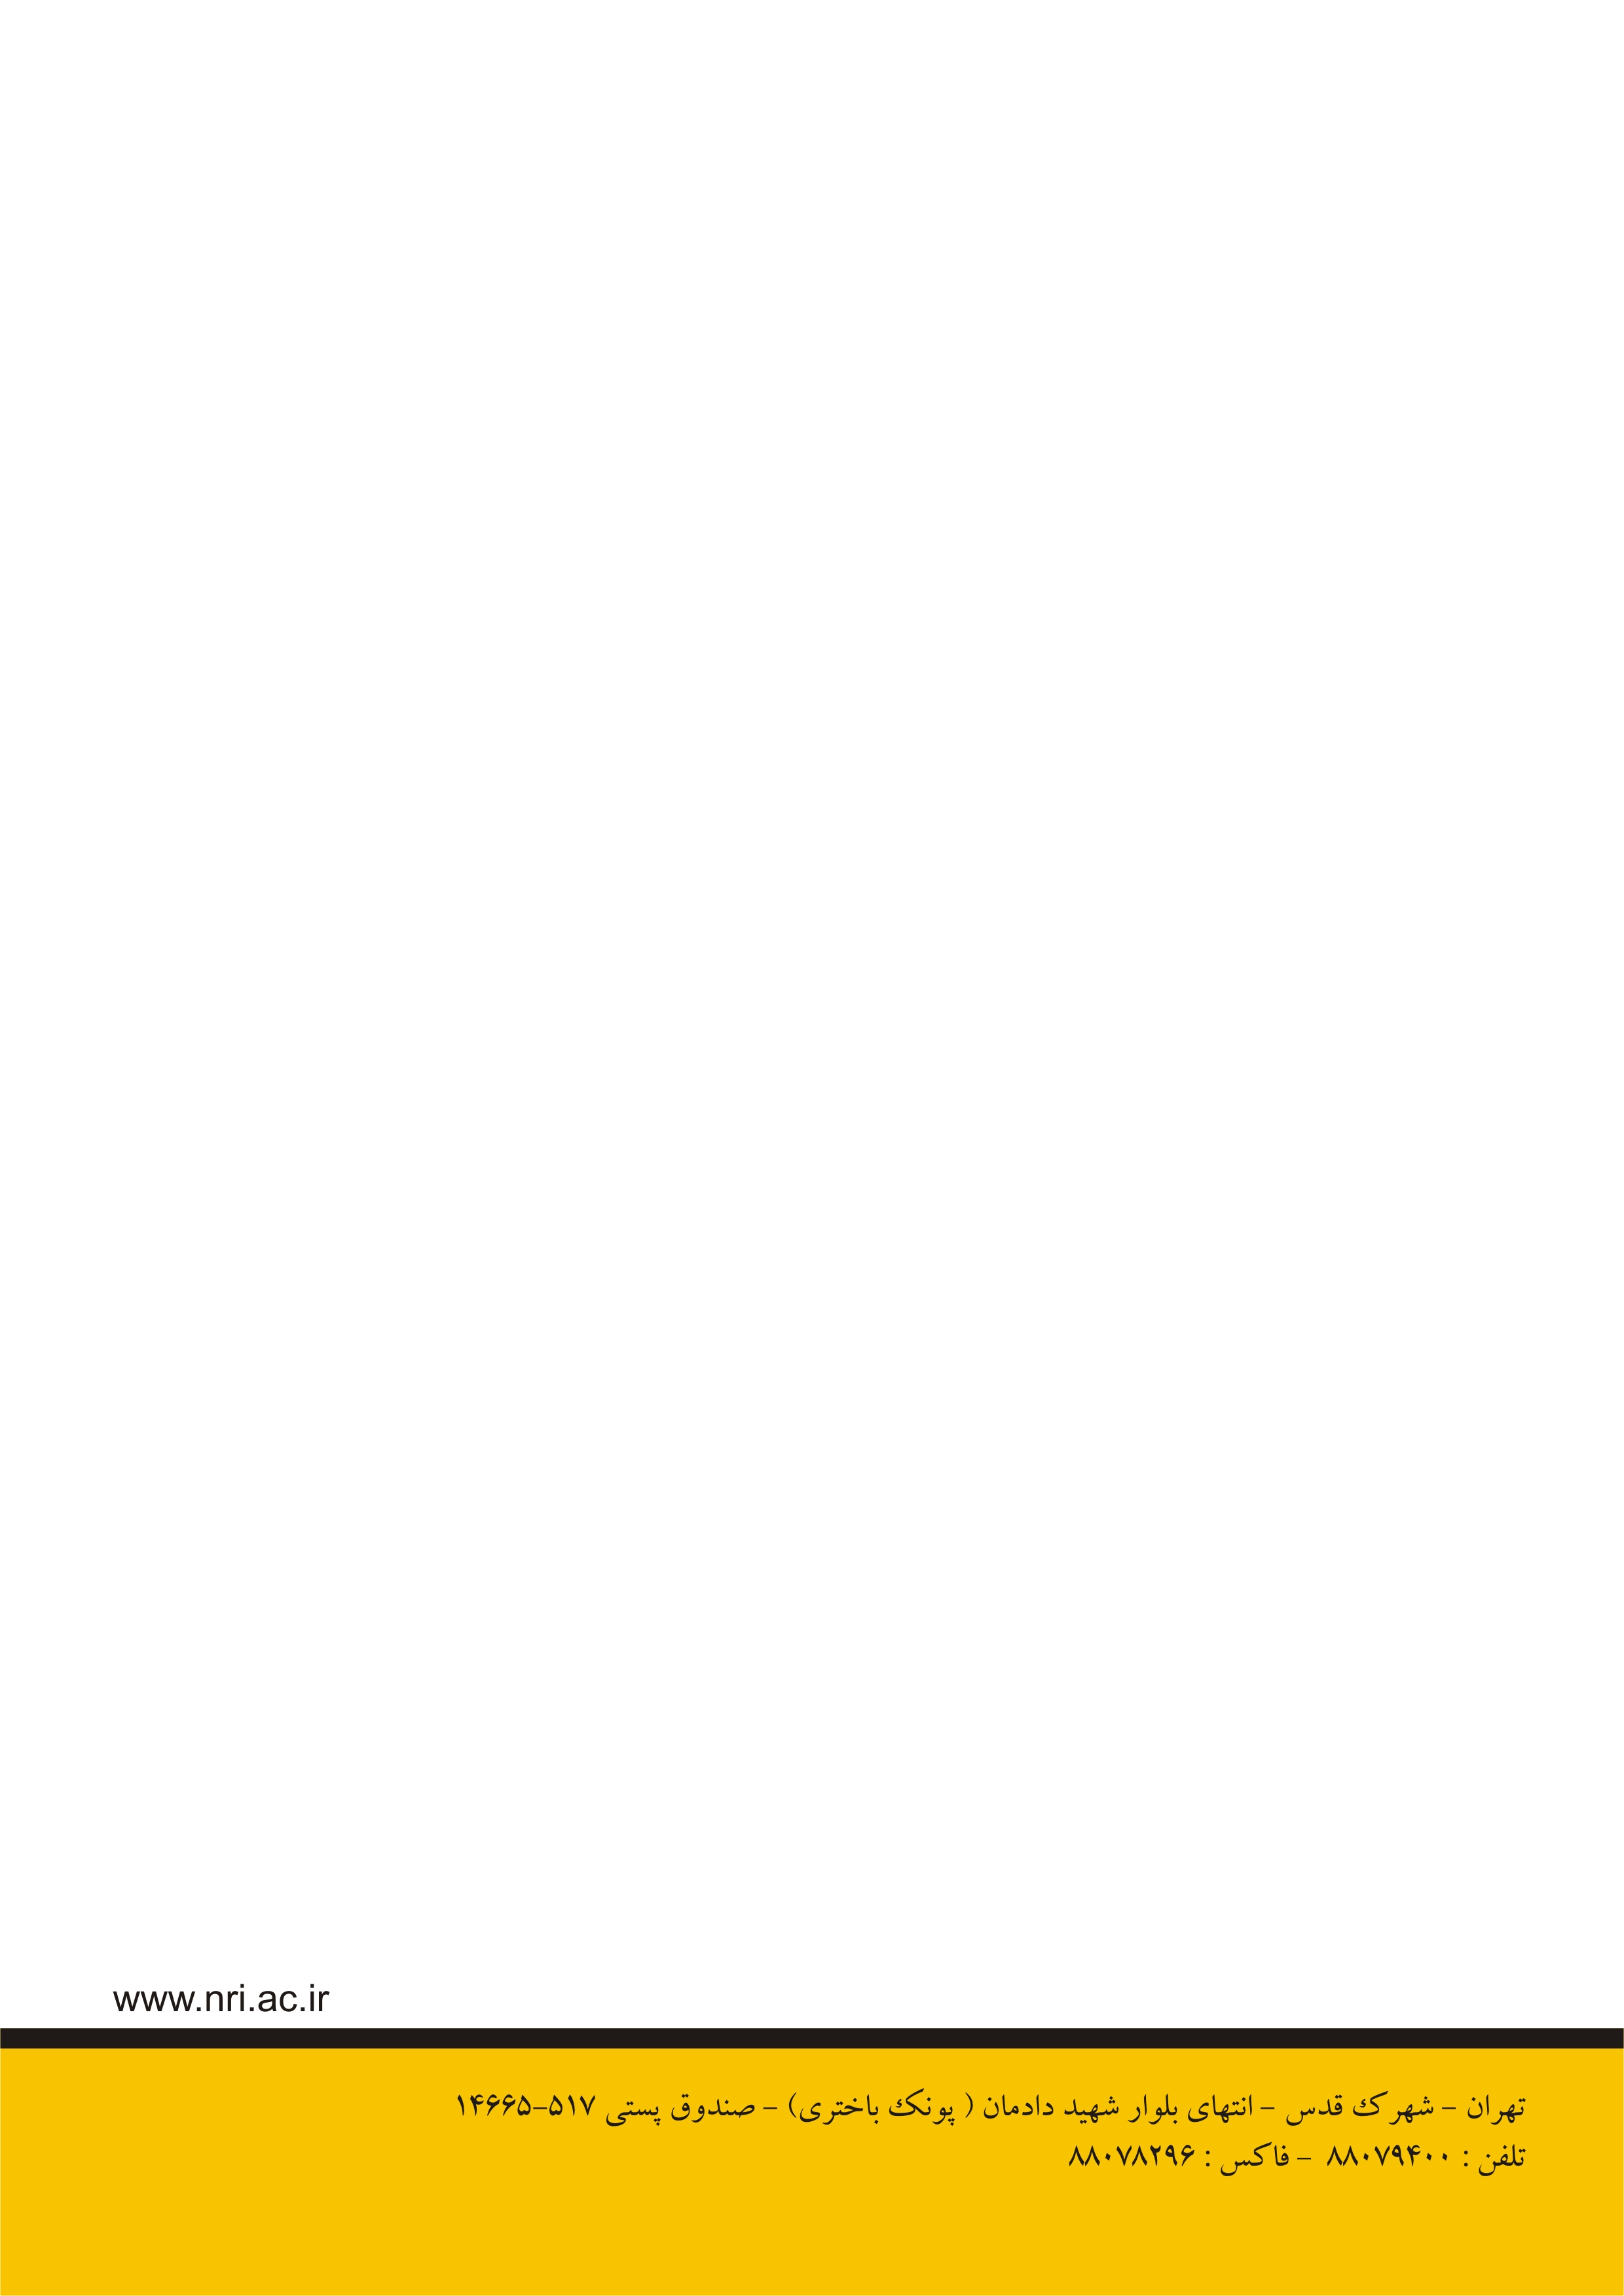 www.nri.ac.ir
تهران – شهرک قدس – انتهای بلوار شهید دادمان ( پونک باختری) – صندوق پستی ۵۱۷–۱۴۶۶۵
تلفن : ۸۸۰۷۹۴۰۰ – فاکس : ۸۸۰۷۸۲۹۶